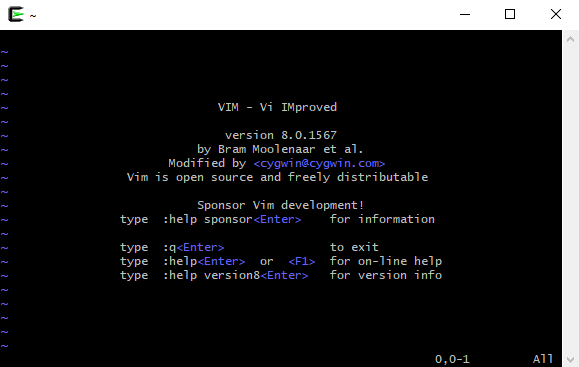 ~
~
~
~
~
~
VIM - Vi IMproved
~
~
version 8.0.1567
~
by Bram Moolenaar et al.
~
Modified by <cygwin@cygwin.com>
~
Vim is open source and freely distributable
~
~
Sponsor Vim development!
~
type :help sponsor<Enter> for information
~
~
type :q<Enter> to exit
~
type :help<Enter> or <F1> for on-line help
~
type :help version8<Enter> for version info
~
~
~
~
~
0,0-1 All